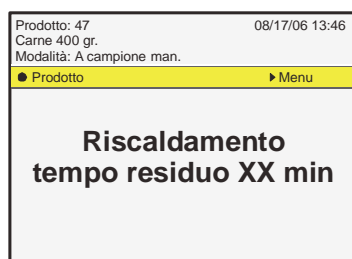 Prodotto: 47 08/17/06 13:46
Carne 400 gr.
Modalità: A campione man.
Prodotto Menu
Riscaldamento
tempo residuo XX min